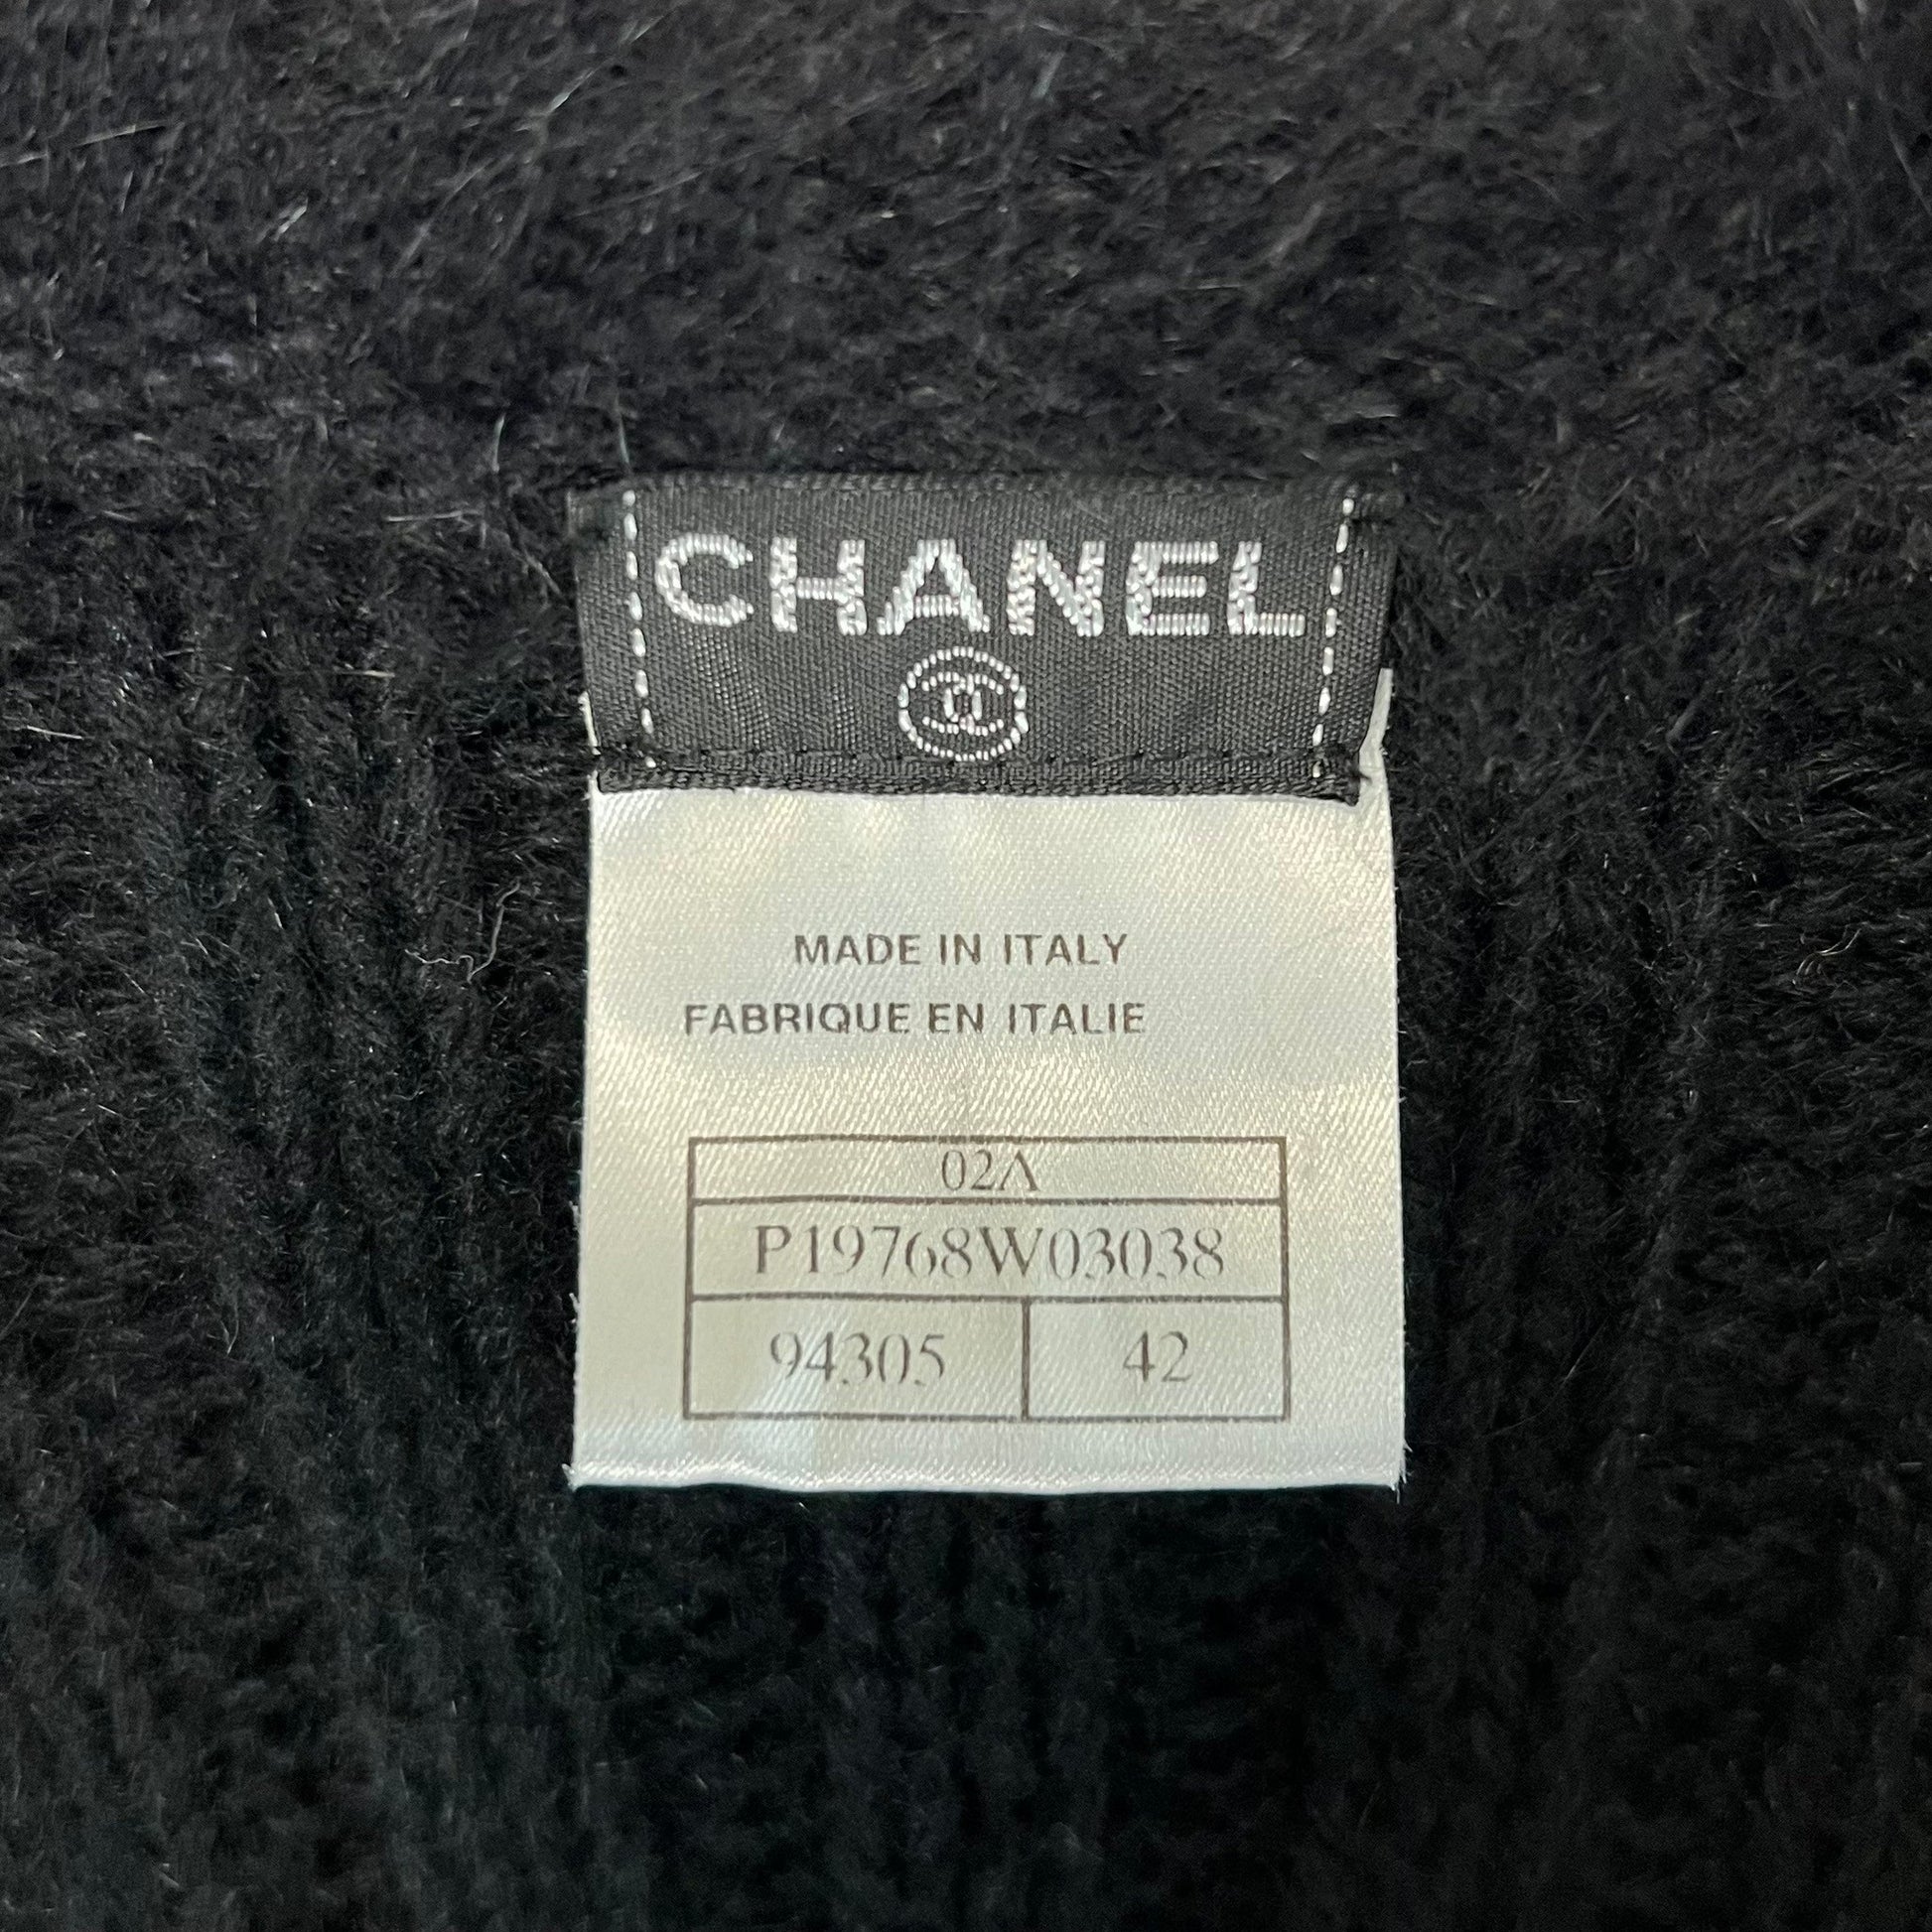 CHANEL
MADE IN ITALY
FABRIQUE EN ITALIE
02A
P19768W03038
94305 42